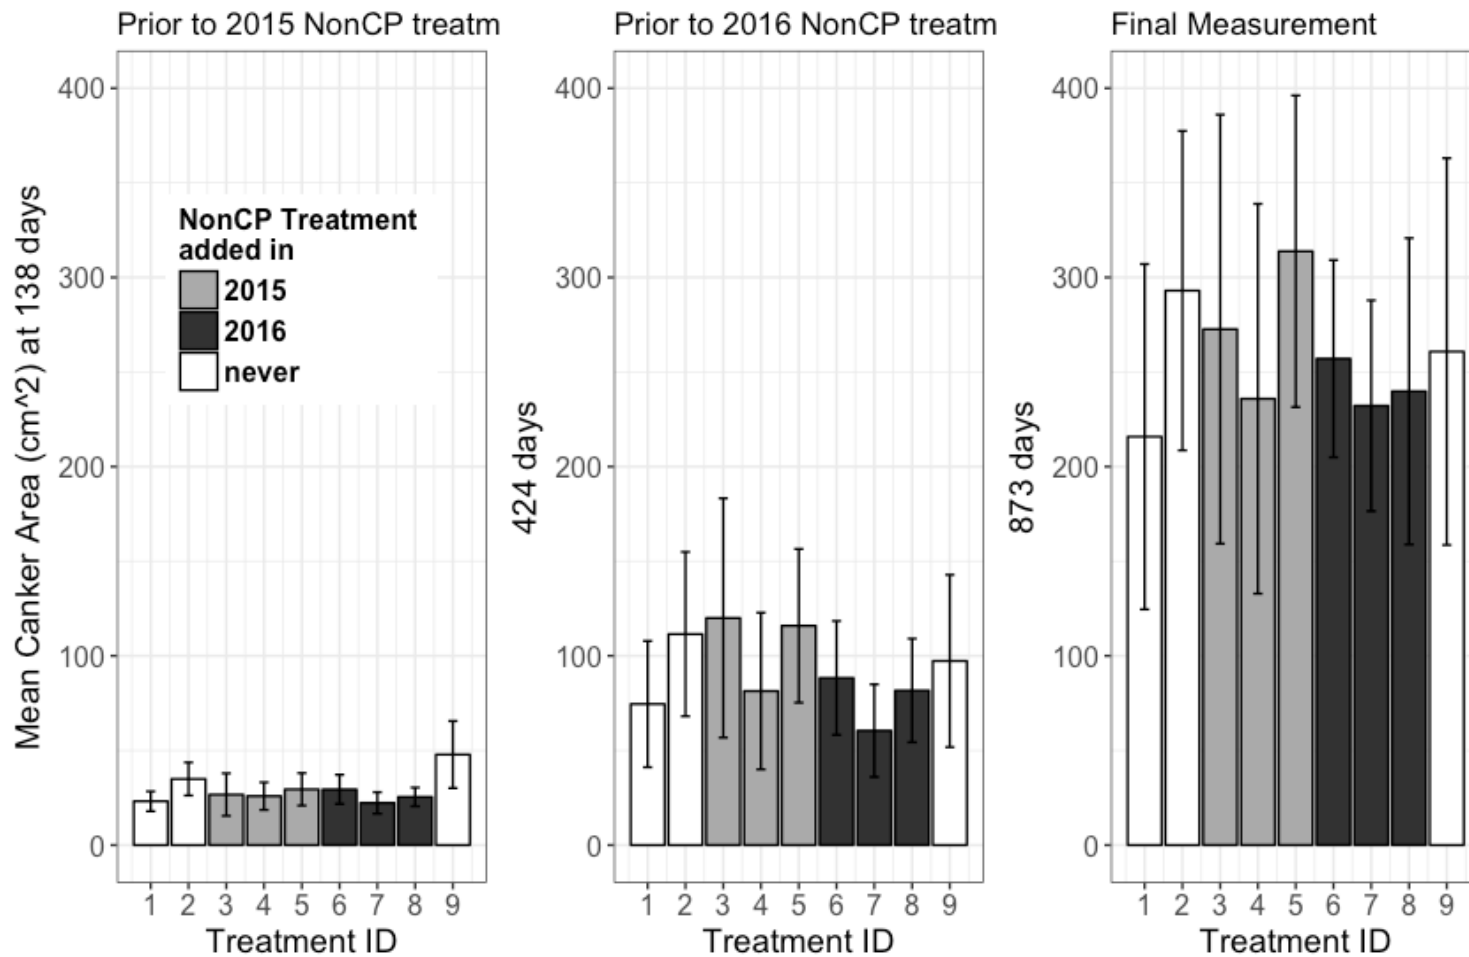 Prior to 2015 NonCP treatm
Mean Canker Area (cm^2) at 138 days
400
300
200
100
0
NonCP Treatment
added in
2015
2016
never
1 2 3 4 5 6 7 8 9
Treatment ID
Prior to 2016 NonCP treatm
424 days
400
300
200
100
0
1 2 3 4 5 6 7 8 9
Treatment ID
Final Measurement
873 days
400
300
200
100
0
1 2 3 4 5 6 7 8 9
Treatment ID